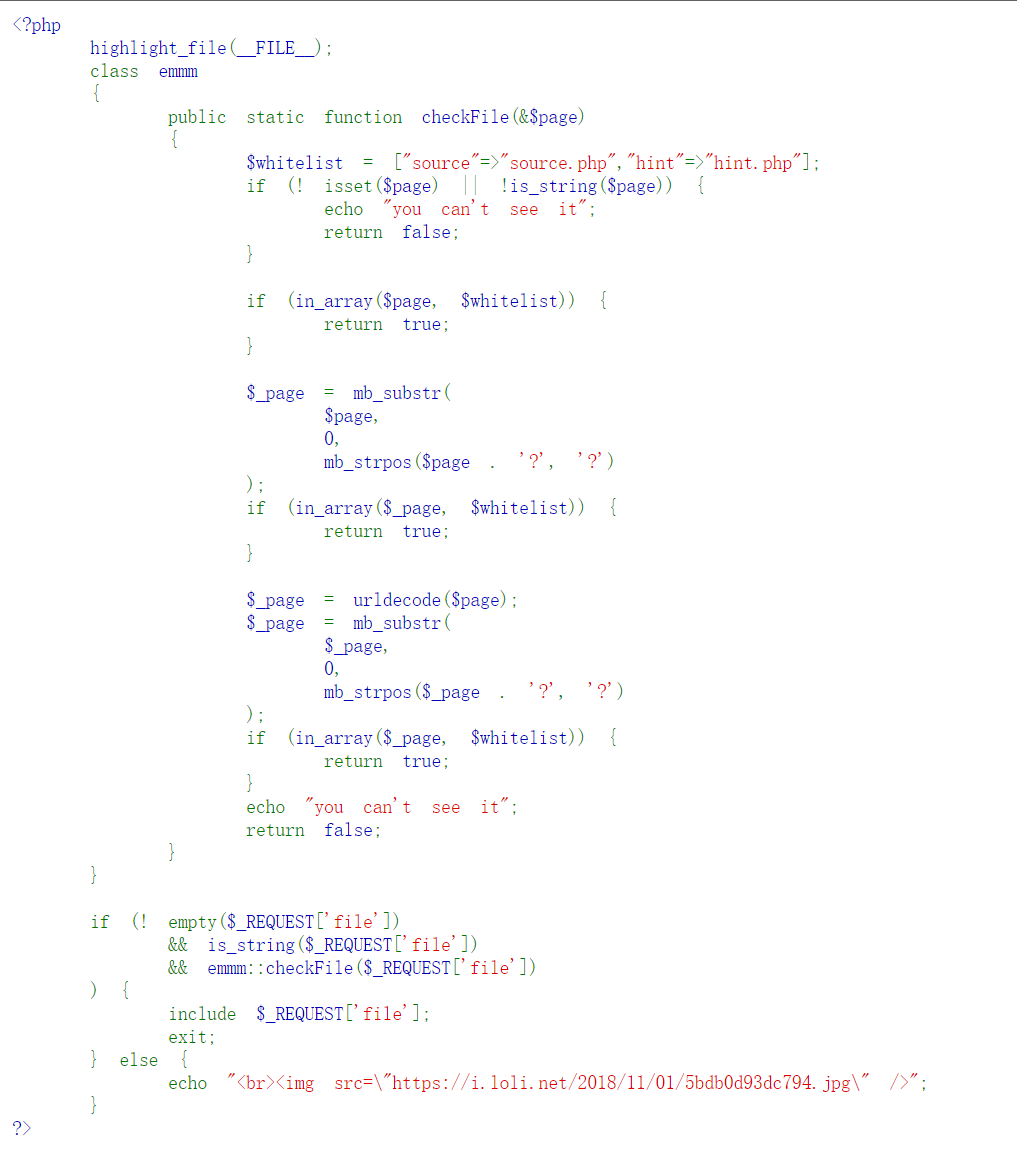 <?php
highlight_file(__FILE__);
class emmm
{
public static function checkFile(&$page)
{
$whitelist = ["source"=>"source.php","hint"=>"hint.php"];
if (! isset($page) || !is_string($page)) {
echo "you can't see it";
return false;
}
if (in_array($page, $whitelist)) {
return true;
}
$_page = mb_substr(
$page,
0,
mb_strpos($page . '?', '?')
);
if (in_array($_page, $whitelist)) {
return true;
}
$_page = urldecode($page);
$_page = mb_substr(
$_page,
0,
mb_strpos($_page . '?', '?')
);
if (in_array($_page, $whitelist)) {
return true;
}
echo "you can't see it";
return false;
}
}
if (! empty($_REQUEST['file'])
&& is_string($_REQUEST['file'])
&& emmm::checkFile($_REQUEST['file'])
) {
include $_REQUEST['file'];
exit;
} else {
echo "<br><img src=\"https://i.loli.net/2018/11/01/5bdb0d93dc794.jpg\" />";
}
?>